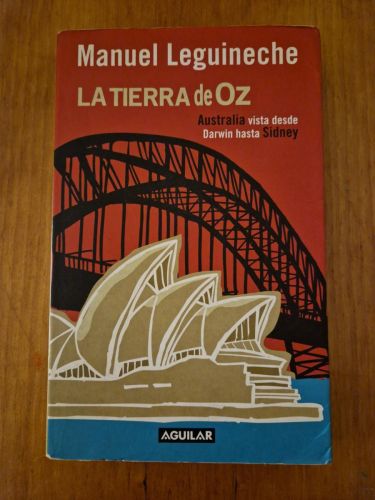 Manuel Leguineche
LA TIERRA de OZ
Australia vista desde
Darwin hasta Sidney
AGUILAR